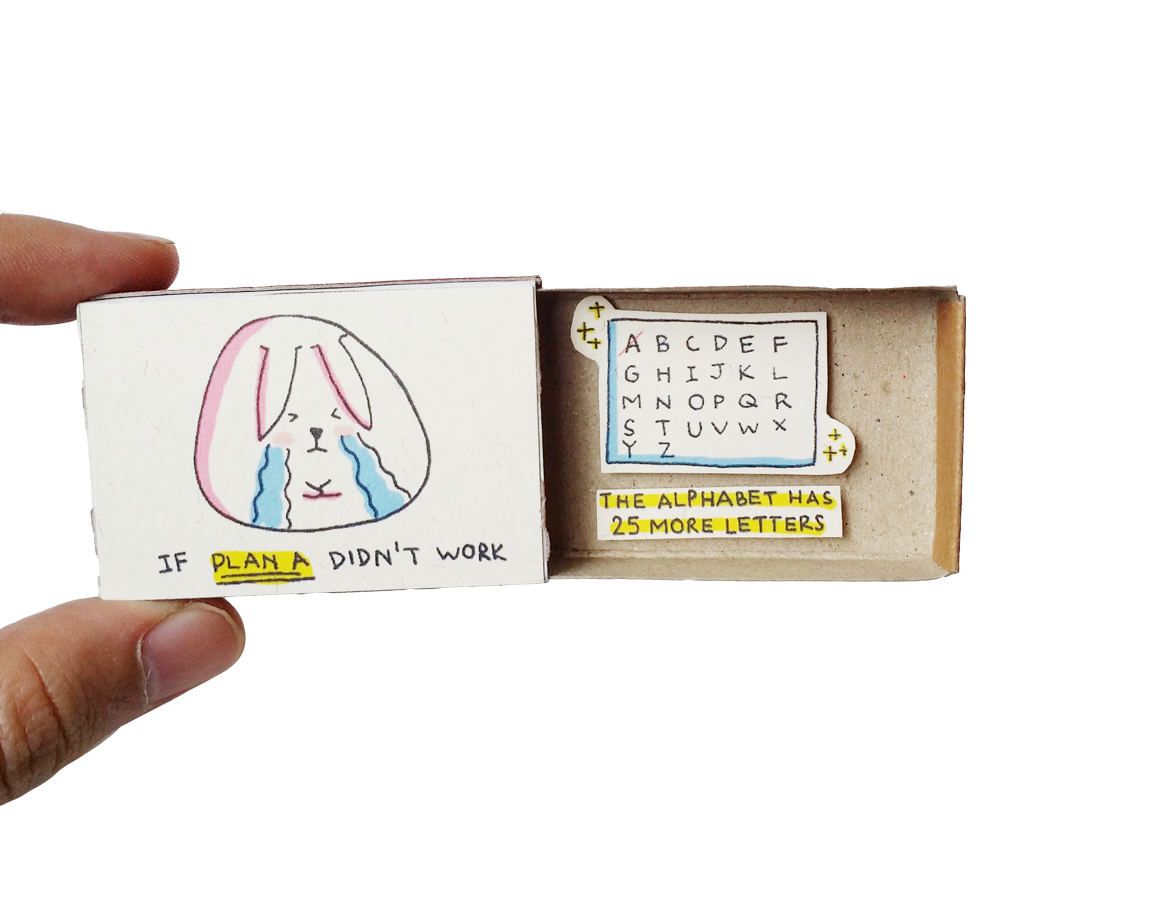 IF PLAN A DIDN'T WORK
A B C D E F
G H I J K L
M N O P Q R
S T U V W X
Y Z
THE ALPHABET HAS
25 MORE LETTERS